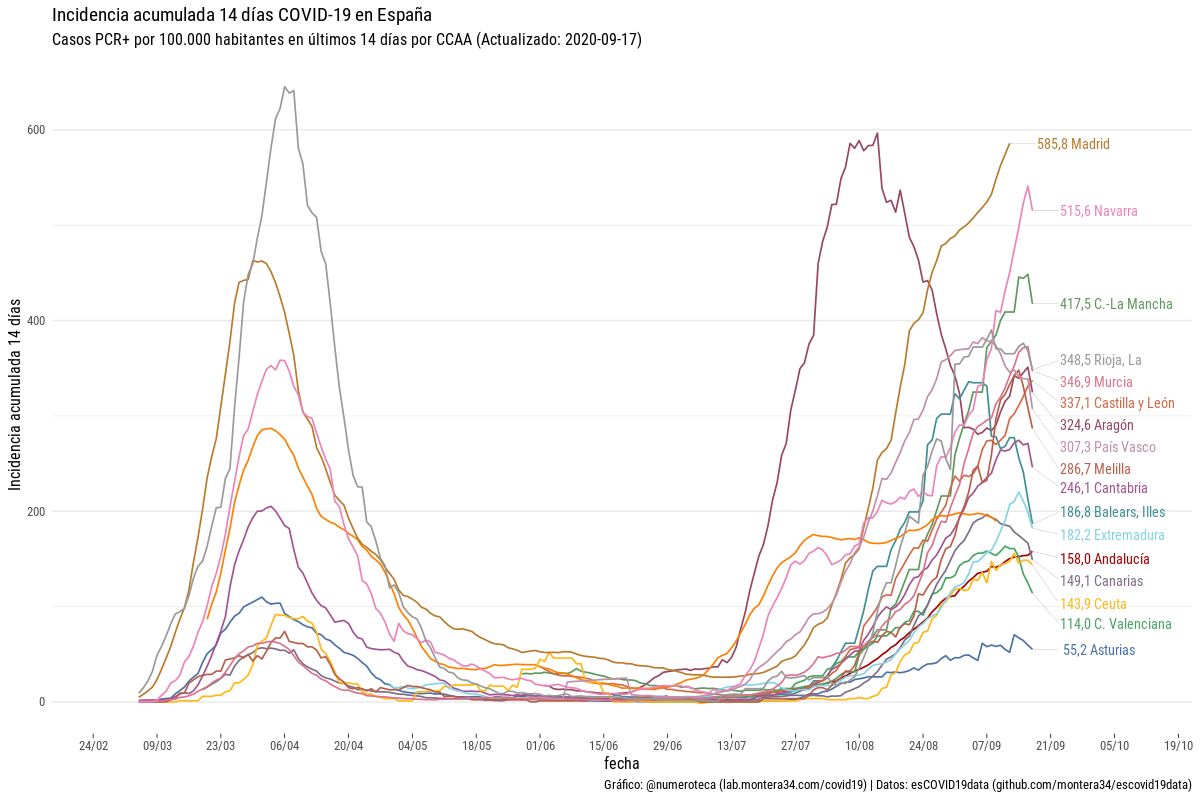 Incidencia acumulada 14 días COVID-19 en España
Casos PCR+ por 100.000 habitantes en últimos 14 días por CCAA (Actualizado: 2020-09-17)
Incidencia acumulada 14 días
600
400
200
0
585,8 Madrid
515,6 Navarra
417,5 C.-La Mancha
348,5 Rioja, La
346,9 Murcia
337,1 Castilla y León
324,6 Aragón
307,3 País Vasco
286,7 Melilla
246,1 Cantabria
186,8 Balears, Illes
182,2 Extremadura
158,0 Andalucía
149,1 Canarias
143,9 Ceuta
114,0 C. Valenciana
55,2 Asturias
24/02 09/03 23/03 06/04 20/04 04/05 18/05 01/06 15/06 29/06 13/07 27/07 10/08 24/08 07/09 21/09 05/10 19/10
fecha
Gráfico: @numeroteca (lab.montera34.com/covid19) | Datos: esCOVID19data (github.com/montera34/escovid19data)